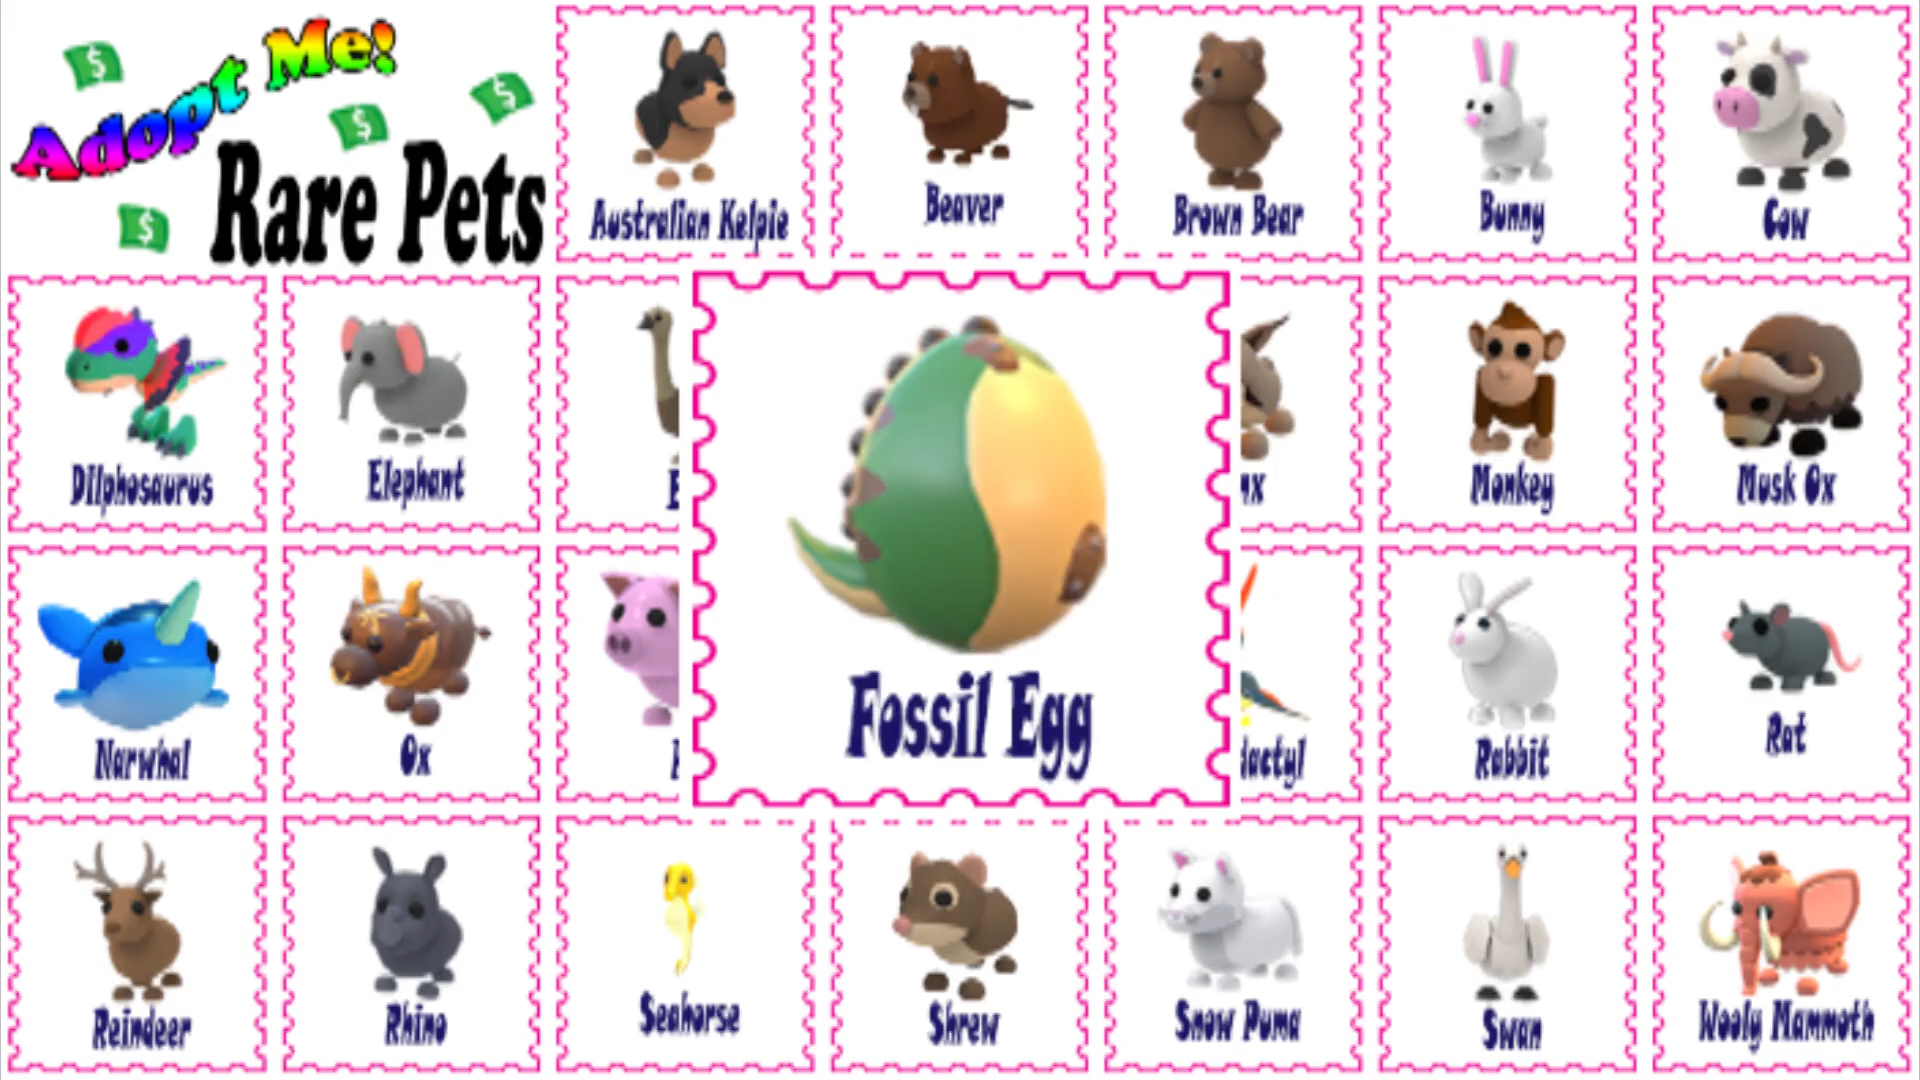 Adopt Me!
Rare Pets
Australian Kelpie
Beaver
Brown Bear
Bunny
Cow
Dilphosaurus
Elephant
Monkey
Musk Ox
Fossil Egg
Narwhal
Ox
Rabbit
Rat
Reindeer
Rhino
Seahorse
Shrew
Snow Puma
Swan
Wooly Mammoth